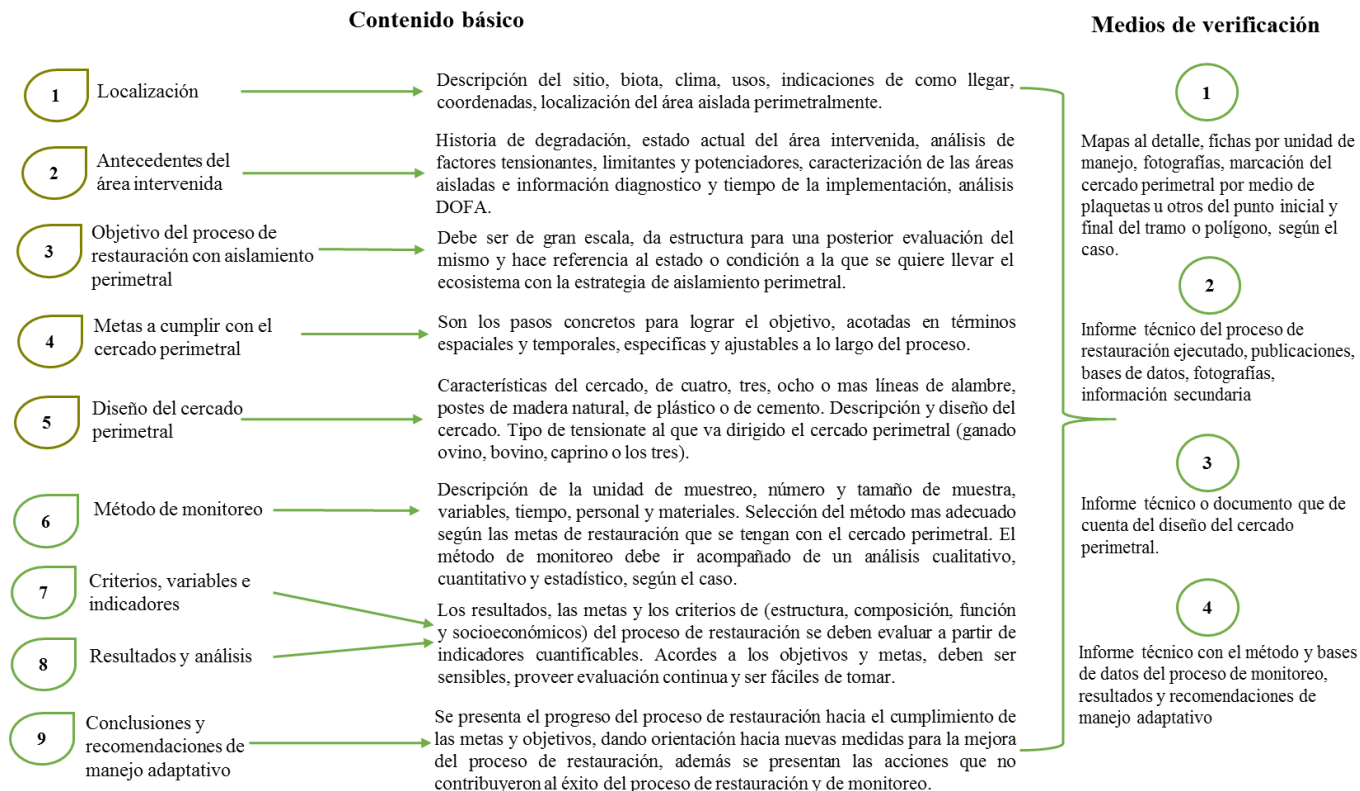 Contenido básico
Medios de verificación
1
Localización
Descripción del sitio, biota, clima, usos, indicaciones de como llegar,
coordenadas, localización del área aislada perimetralmente.
2
Antecedentes del
área intervenida
Historia de degradación, estado actual del área intervenida, análisis de
factores tensionantes, limitantes y potenciadores, caracterización de las áreas
aisladas e información diagnostico y tiempo de la implementación, análisis
DOFA.
3
Objetivo del proceso de
restauración con aislamiento
perimetral
Debe ser de gran escala, da estructura para una posterior evaluación del
mismo y hace referencia al estado o condición a la que se quiere llevar el
ecosistema con la estrategia de aislamiento perimetral.
4
Metas a cumplir con el
cercado perimetral
Son los pasos concretos para lograr el objetivo, acotadas en términos
espaciales y temporales, especificas y ajustables a lo largo del proceso.
5
Diseño del cercado
perimetral
Características del cercado, de cuatro, tres, ocho o mas líneas de alambre,
postes de madera natural, de plástico o de cemento. Descripción y diseño del
cercado. Tipo de tensionate al que va dirigido el cercado perimetral (ganado
ovino, bovino, caprino o los tres).
6
Método de monitoreo
Descripción de la unidad de muestreo, número y tamaño de muestra,
variables, tiempo, personal y materiales. Selección del método mas adecuado
según las metas de restauración que se tengan con el cercado perimetral. El
método de monitoreo debe ir acompañado de un análisis cualitativo,
cuantitativo y estadístico, según el caso.
7
Criterios, variables e
indicadores
8
Resultados y análisis
Los resultados, las metas y los criterios de (estructura, composición, función
y socioeconómicos) del proceso de restauración se deben evaluar a partir de
indicadores cuantificables. Acordes a los objetivos y metas, deben ser
sensibles, proveer evaluación continua y ser fáciles de tomar.
9
Conclusiones y
recomendaciones de
manejo adaptativo
Se presenta el progreso del proceso de restauración hacia el cumplimiento de
las metas y objetivos, dando orientación hacia nuevas medidas para la mejora
del proceso de restauración, además se presentan las acciones que no
contribuyeron al éxito del proceso de restauración y de monitoreo.
1
Mapas al detalle, fichas por unidad de
manejo, fotografías, marcación del
cercado perimetral por medio de
plaquetas u otros del punto inicial y
final del tramo o polígono, según el
caso.
2
Informe técnico del proceso de
restauración ejecutado, publicaciones,
bases de datos, fotografías,
información secundaria
3
Informe técnico o documento que de
cuenta del diseño del cercado
perimetral.
4
Informe técnico con el método y bases
de datos del proceso de monitoreo,
resultados y recomendaciones de
manejo adaptativo